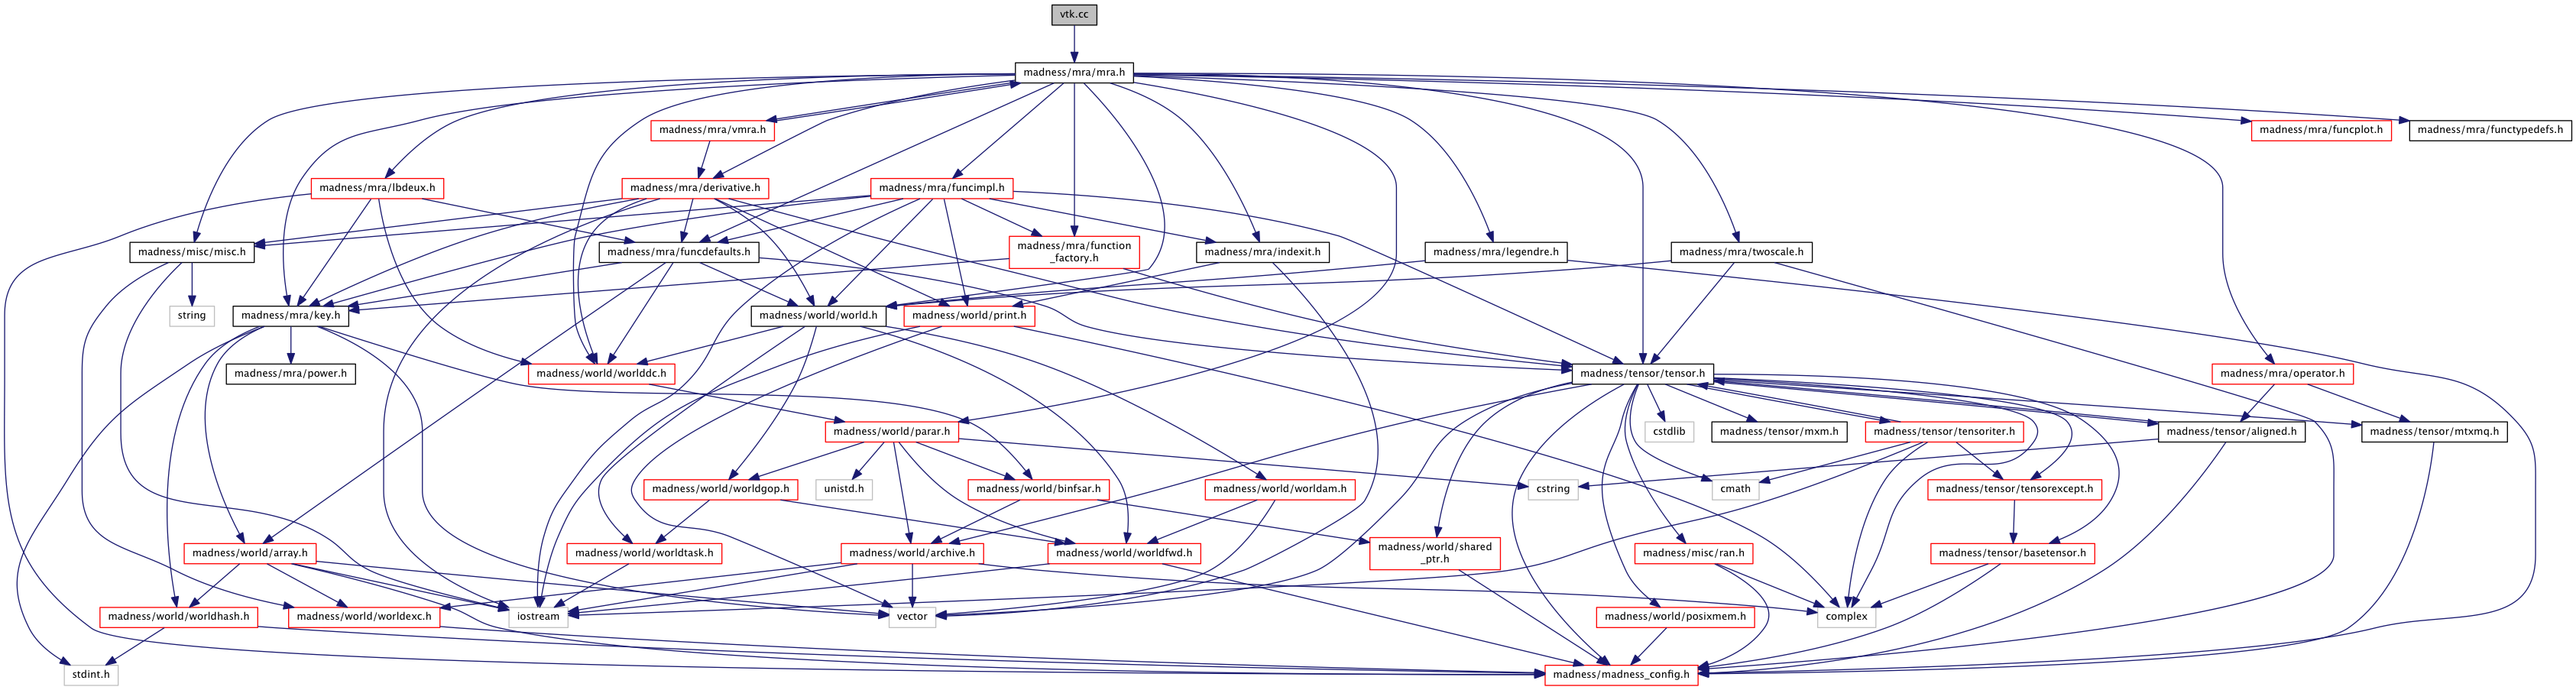 vtk.cc
madness/mra/mra.h
madness/mra/vmra.h
madness/mra/funcplot.h
madness/mra/functypedefs.h
madness/mra/lbdeux.h
madness/mra/derivative.h
madness/mra/funcimpl.h
madness/misc/misc.h
madness/mra/funcdefaults.h
madness/mra/function
_factory.h
madness/mra/indexit.h
madness/mra/legendre.h
madness/mra/twoscale.h
string
madness/mra/key.h
madness/world/world.h
madness/world/print.h
madness/mra/power.h
madness/world/worlddc.h
madness/tensor/tensor.h
madness/mra/operator.h
madness/world/parar.h
cstdlib
madness/tensor/mxm.h
madness/tensor/tensoriter.h
madness/tensor/aligned.h
madness/tensor/mtxmq.h
madness/world/worldgop.h
unistd.h
madness/world/binfsar.h
madness/world/worldam.h
cstring
cmath
madness/tensor/tensorexcept.h
madness/world/array.h
madness/world/worldtask.h
madness/world/archive.h
madness/world/worldfwd.h
madness/world/shared
_ptr.h
madness/misc/ran.h
madness/tensor/basetensor.h
madness/world/worldhash.h
madness/world/worldexc.h
iostream
vector
madness/world/posixmem.h
complex
stdint.h
madness/madness_config.h